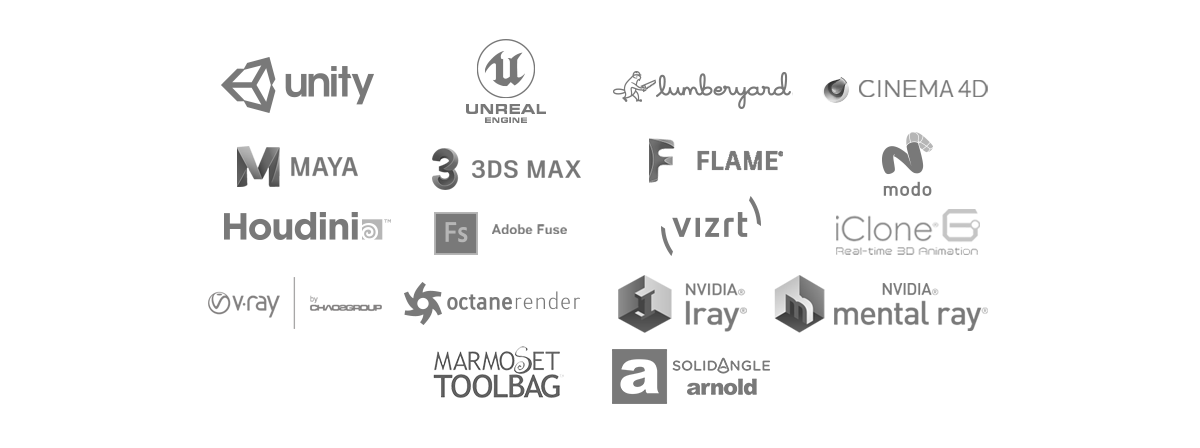 unity
UNREAL
ENGINE
lumberyard
CINEMA 4D
MAYA
3 3DS MAX
FLAME®
modo
Houdini™
Fs Adobe Fuse
vizrt
iClone® 6
Real-time 3D Animation
v·ray
by
CHAOSGROUP
octanerender
NVIDIA®
Iray®
NVIDIA®
mental ray®
MARMOSET
TOOLBAG
a SOLIDANGLE
arnold